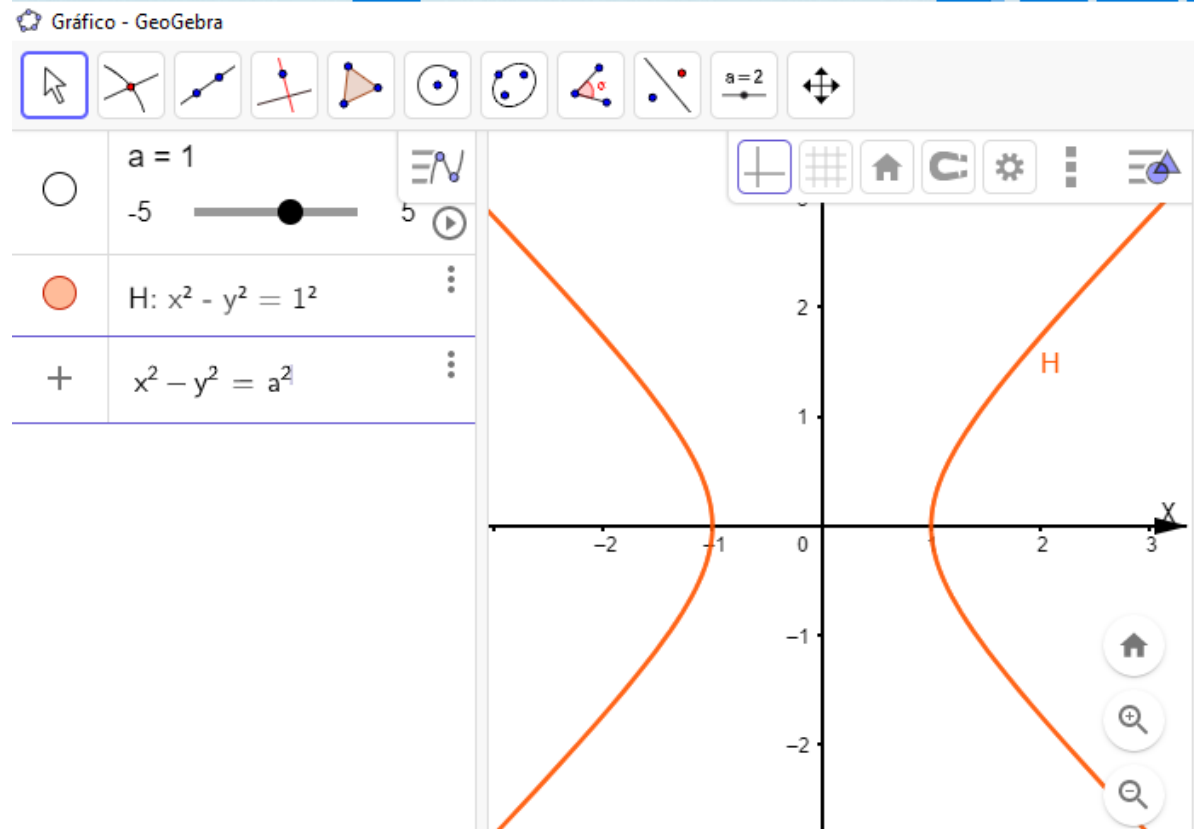 Gráfico - GeoGebra
a = 2
a = 1
-5 5
H: x² - y² = 1²
x² – y² = a²
2
H
1
X
–2 –1 0 1 2 3
–1
–2